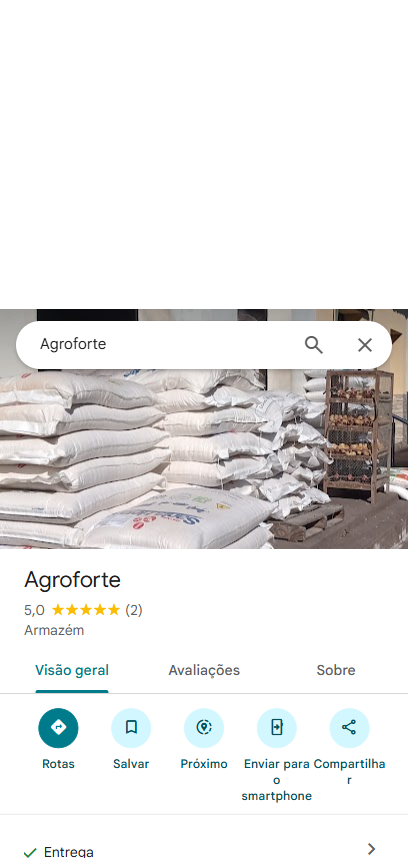 Agroforte
Agroforte
5,0 (2)
Armazém
Visão geral Avaliações Sobre
Rotas Salvar Próximo Enviar para o smartphone Compartilhar
Entrega